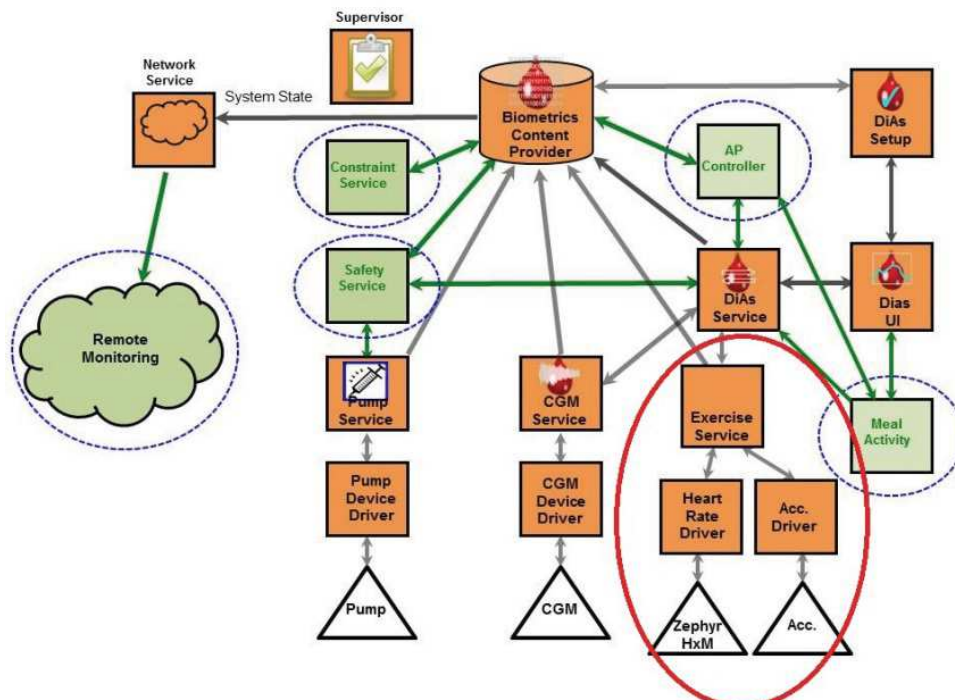 Supervisor
Network
Service
System State
Biometrics
Content
Provider
DiAs
Setup
Constraint
Service
AP
Controller
Safety
Service
DiAs
Service
Dias
UI
Remote
Monitoring
Pump
Service
CGM
Service
Exercise
Service
Meal
Activity
Pump
Device
Driver
CGM
Device
Driver
Heart
Rate
Driver
Acc.
Driver
Pump
CGM
Zephyr
HxM
Acc.